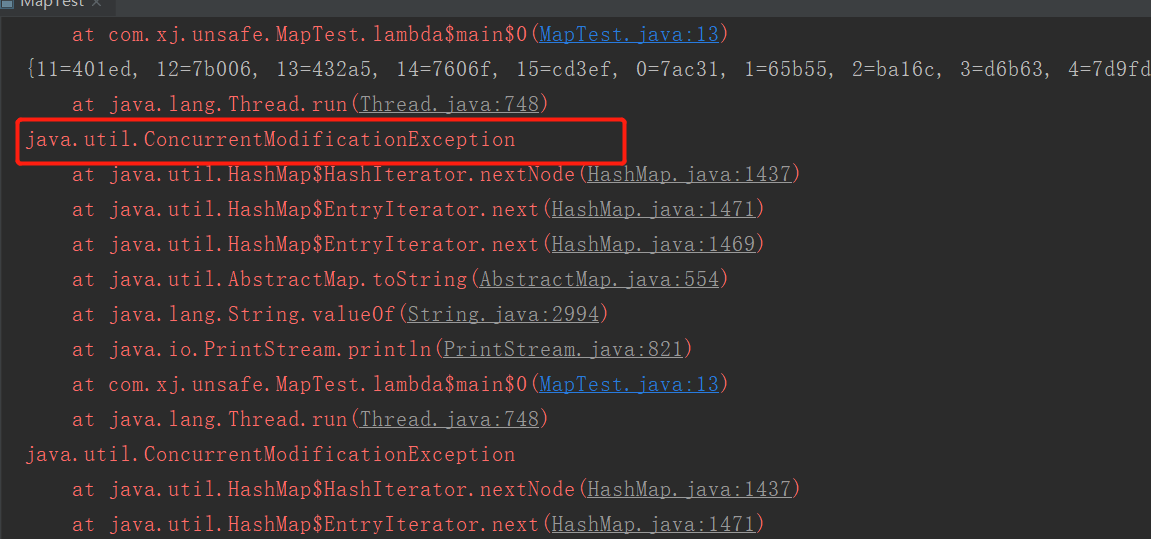 MapTest ×
at com.xj.unsafe.MapTest.lambda$main$0(MapTest.java:13)
{11=401ed, 12=7b006, 13=432a5, 14=7606f, 15=cd3ef, 0=7ac31, 1=65b55, 2=ba16c, 3=d6b63, 4=7d9fd
at java.lang.Thread.run(Thread.java:748)
java.util.ConcurrentModificationException
at java.util.HashMap$HashIterator.nextNode(HashMap.java:1437)
at java.util.HashMap$EntryIterator.next(HashMap.java:1471)
at java.util.HashMap$EntryIterator.next(HashMap.java:1469)
at java.util.AbstractMap.toString(AbstractMap.java:554)
at java.lang.String.valueOf(String.java:2994)
at java.io.PrintStream.println(PrintStream.java:821)
at com.xj.unsafe.MapTest.lambda$main$0(MapTest.java:13)
at java.lang.Thread.run(Thread.java:748)
java.util.ConcurrentModificationException
at java.util.HashMap$HashIterator.nextNode(HashMap.java:1437)
at java.util.HashMap$EntryIterator.next(HashMap.java:1471)